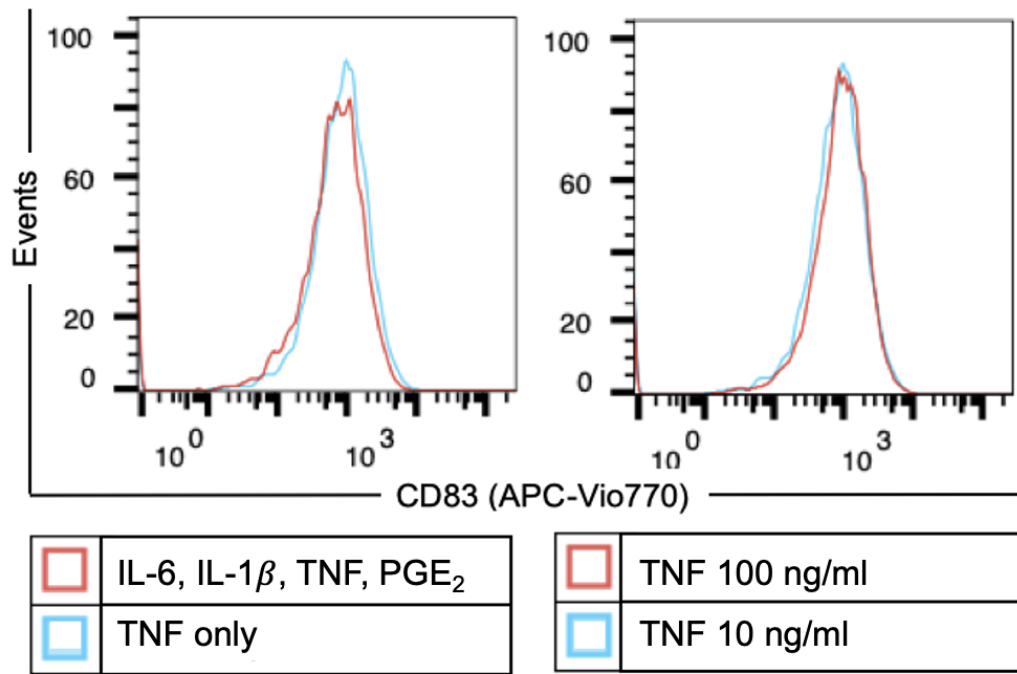 100
60
20
0
10 0
10 3
100
60
20
0
10 0
10 3
Events
CD83 (APC-Vio770)
IL-6, IL-1β, TNF, PGE₂
TNF only
TNF 100 ng/ml
TNF 10 ng/ml